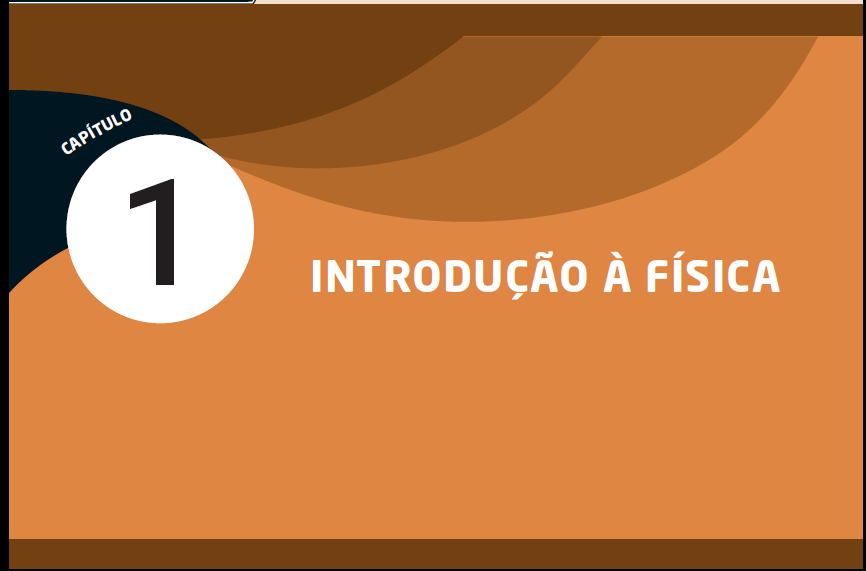 CAPÍTULO
1
INTRODUÇÃO À FÍSICA